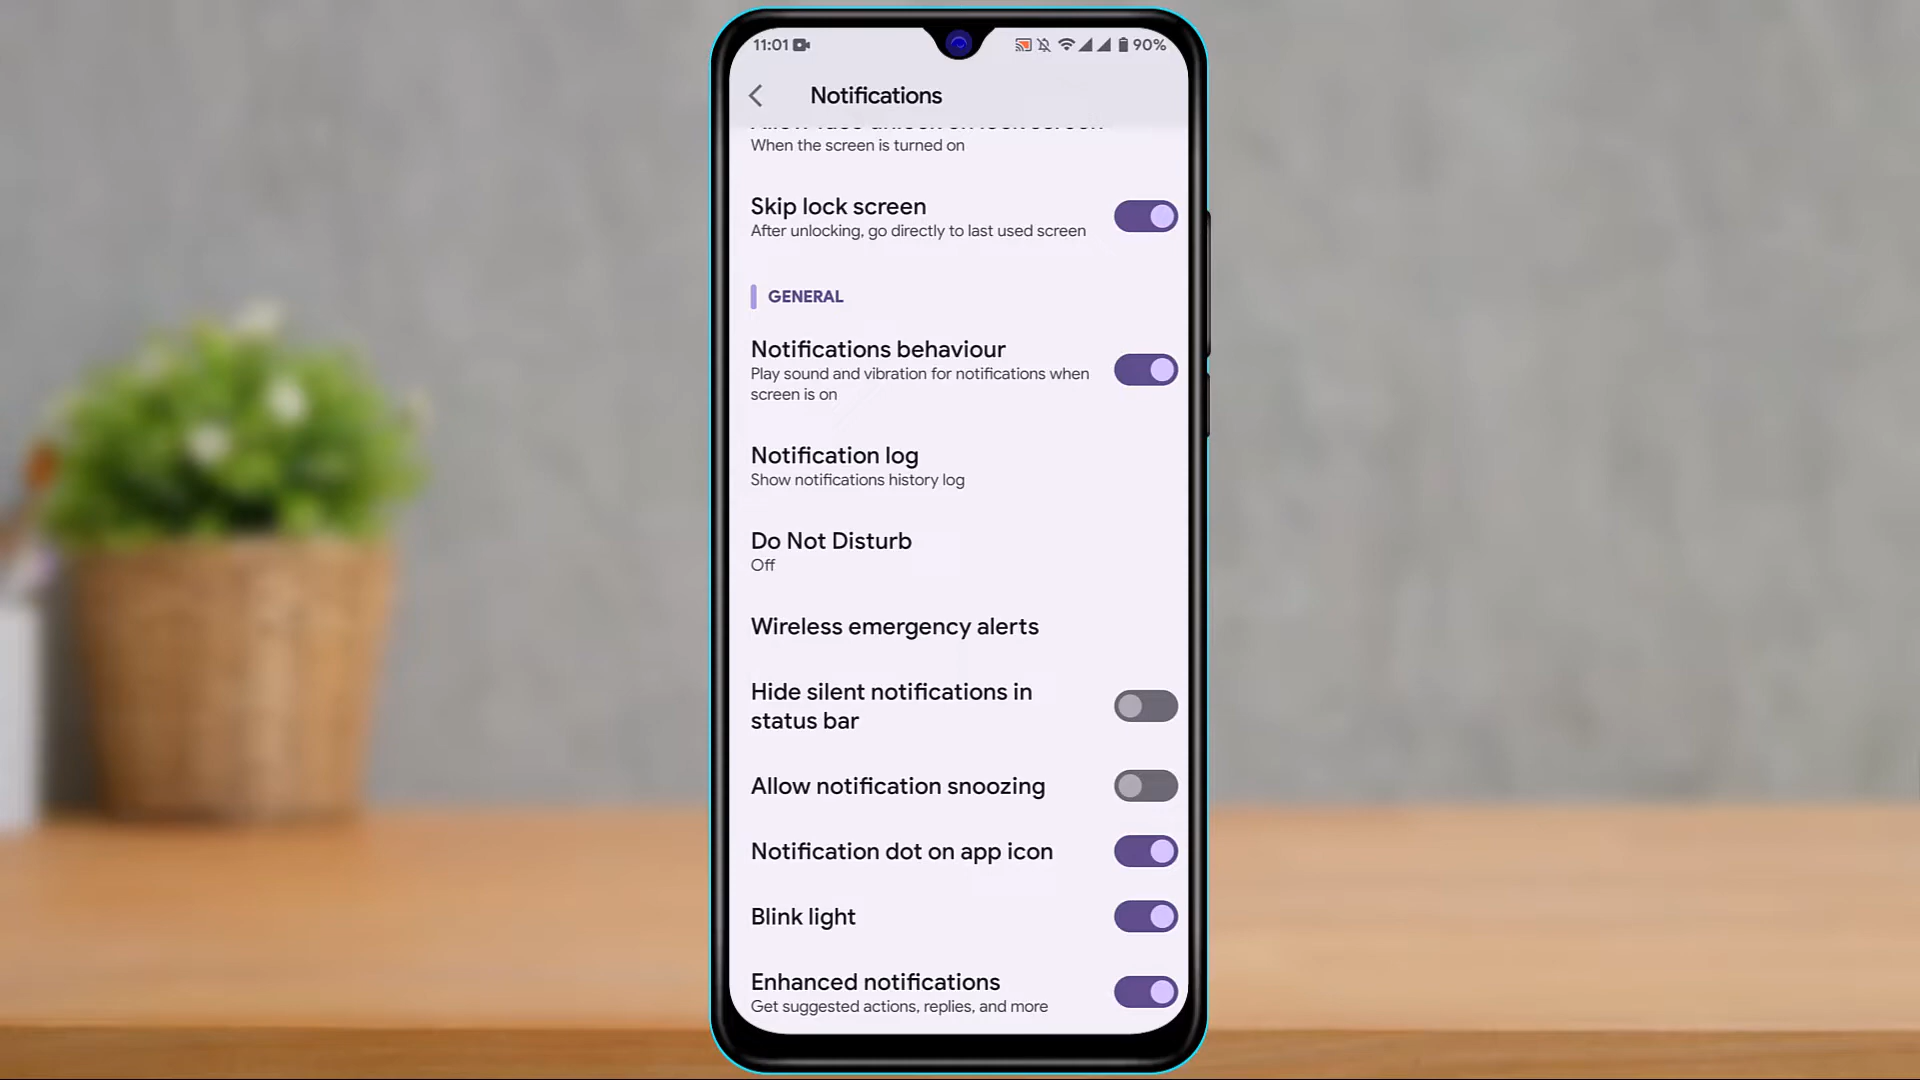 11:01
90%
Notifications
When the screen is turned on
Skip lock screen
After unlocking, go directly to last used screen
GENERAL
Notifications behaviour
Play sound and vibration for notifications when
screen is on
Notification log
Show notifications history log
Do Not Disturb
Off
Wireless emergency alerts
Hide silent notifications in
status bar
Allow notification snoozing
Notification dot on app icon
Blink light
Enhanced notifications
Get suggested actions, replies, and more